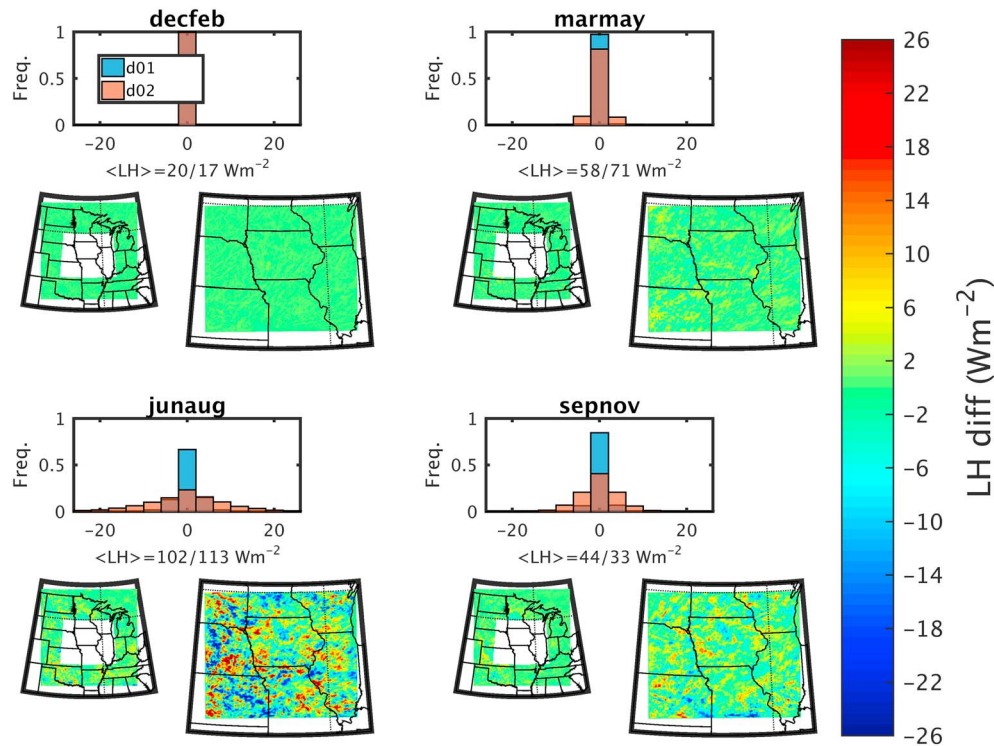 decfeb
1
0.5
0
Freq.
d01
d02
-20 0 20
<LH>=20/17 Wm⁻²
marmay
1
0.5
0
Freq.
-20 0 20
<LH>=58/71 Wm⁻²
junaug
1
0.5
0
Freq.
-20 0 20
<LH>=102/113 Wm⁻²
sepnov
1
0.5
0
Freq.
-20 0 20
<LH>=44/33 Wm⁻²
26
22
18
14
10
6
2
-2
-6
-10
-14
-18
-22
-26
LH diff (Wm⁻²)